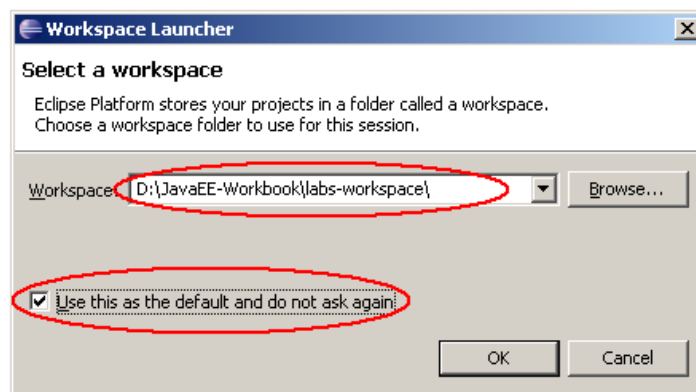 Workspace Launcher
Select a workspace
Eclipse Platform stores your projects in a folder called a workspace.
Choose a workspace folder to use for this session.
Workspace: D:\JavaEE-Workbook\labs-workspace\ Browse...
Use this as the default and do not ask again
OK Cancel